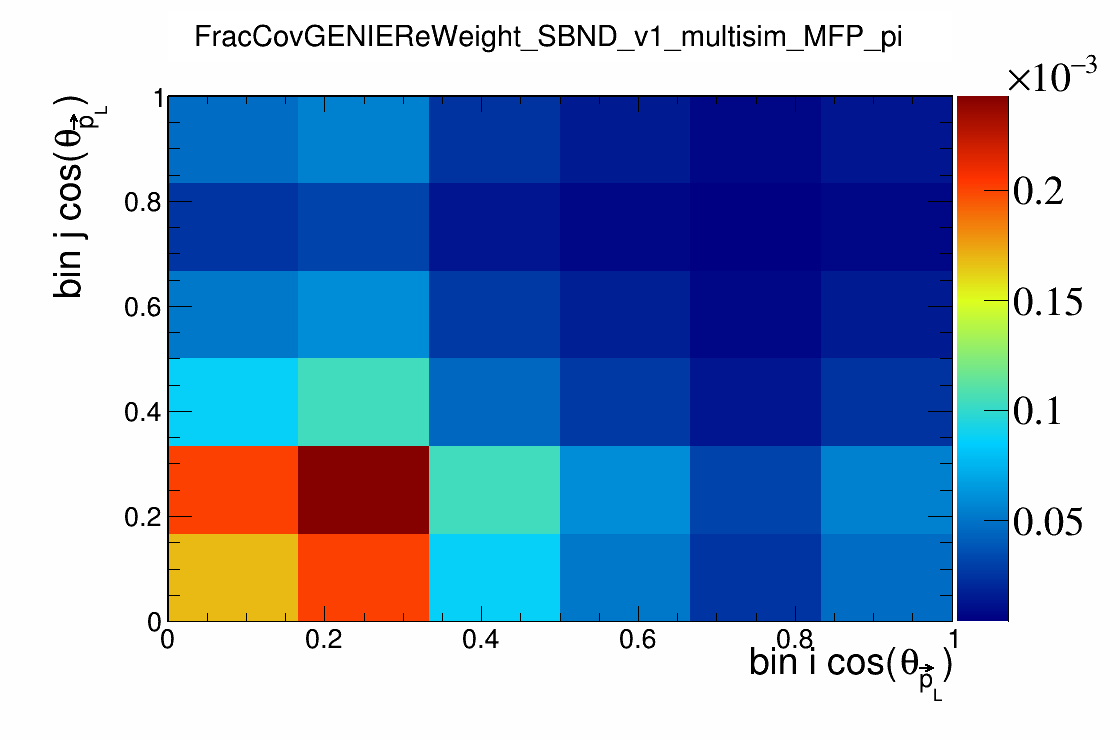 FracCovGENIEReWeight_SBND_v1_multisim_MFP_pi
×10⁻³
bin j cos(θ_p⃗_L)
1
0.8
0.6
0.4
0.2
0
0 0.2 0.4 0.6 0.8 1
bin i cos(θ_p⃗_L)
0.2
0.15
0.1
0.05